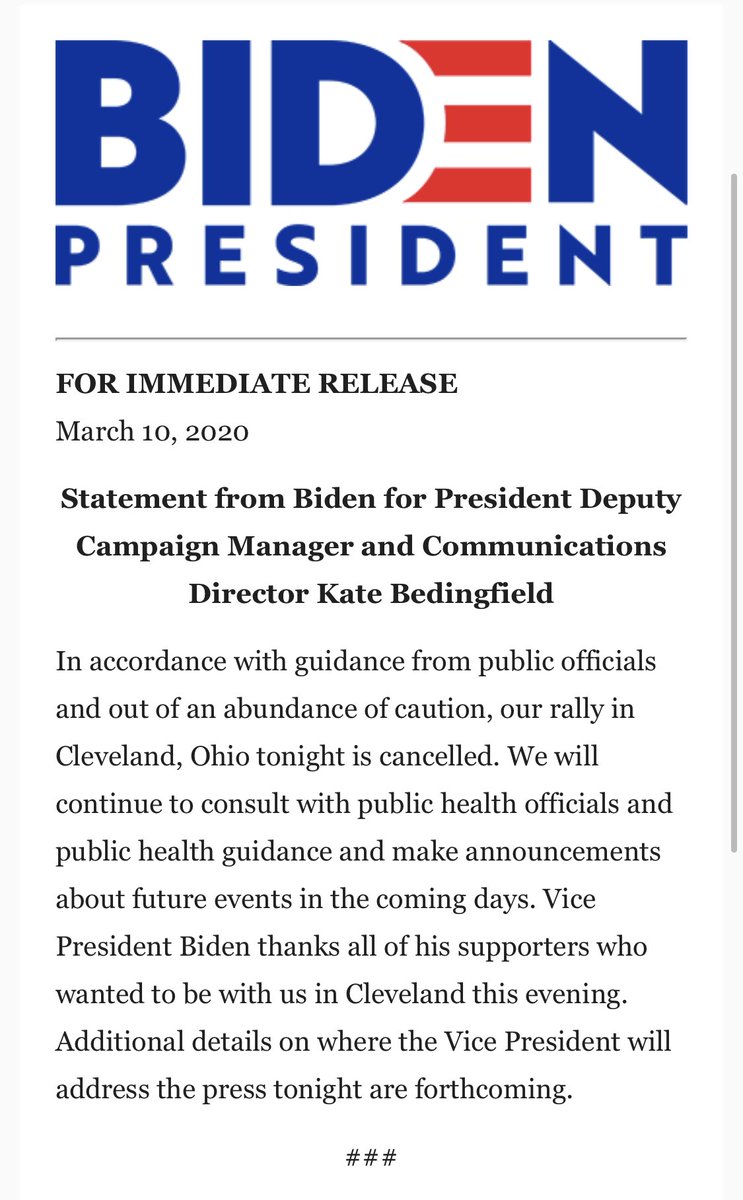 BIDEN
PRESIDENT
FOR IMMEDIATE RELEASE
March 10, 2020
Statement from Biden for President Deputy
Campaign Manager and Communications
Director Kate Bedingfield
In accordance with guidance from public officials
and out of an abundance of caution, our rally in
Cleveland, Ohio tonight is cancelled. We will
continue to consult with public health officials and
public health guidance and make announcements
about future events in the coming days. Vice
President Biden thanks all of his supporters who
wanted to be with us in Cleveland this evening.
Additional details on where the Vice President will
address the press tonight are forthcoming.
###